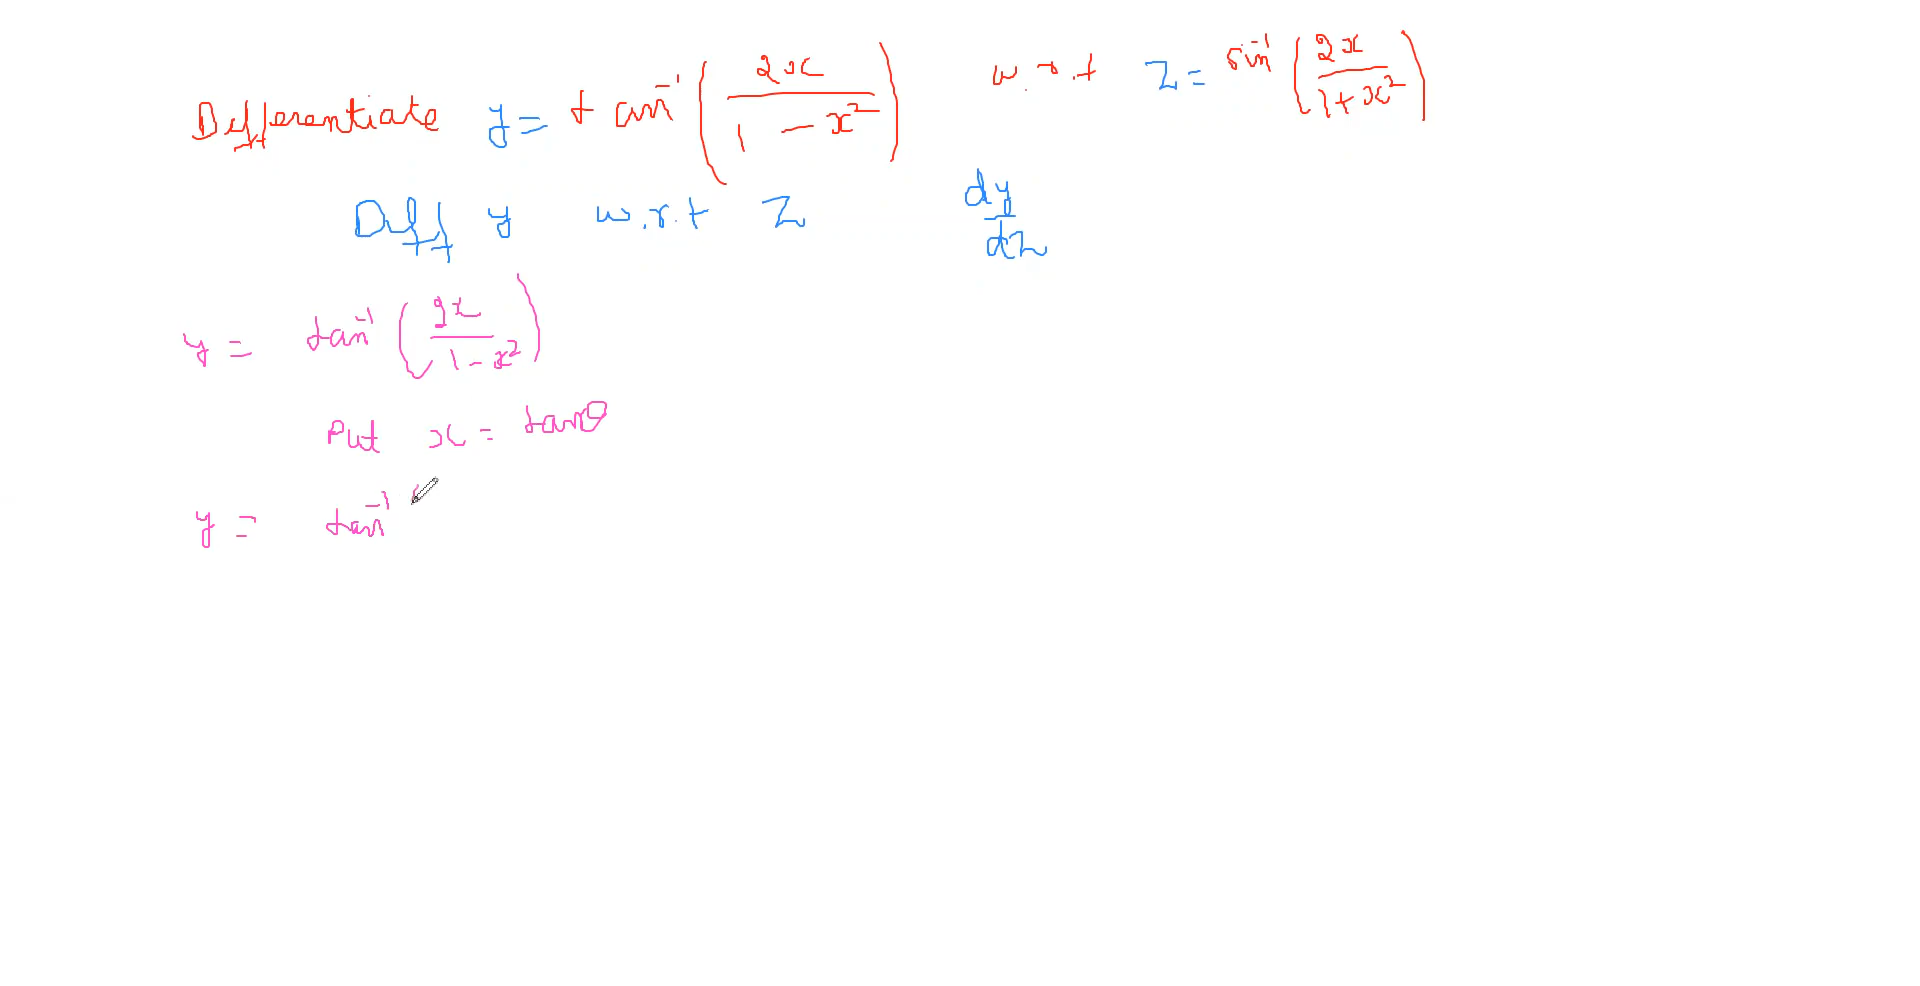 Differentiate y = tan⁻¹ (2x / 1 - x²) w.r.t Z = sin⁻¹ (2x / 1 + x²)
Diff y w.r.t Z dy/dz
y = tan⁻¹ (2x / 1 - x²)
Put x = tanθ
y = tan⁻¹ (